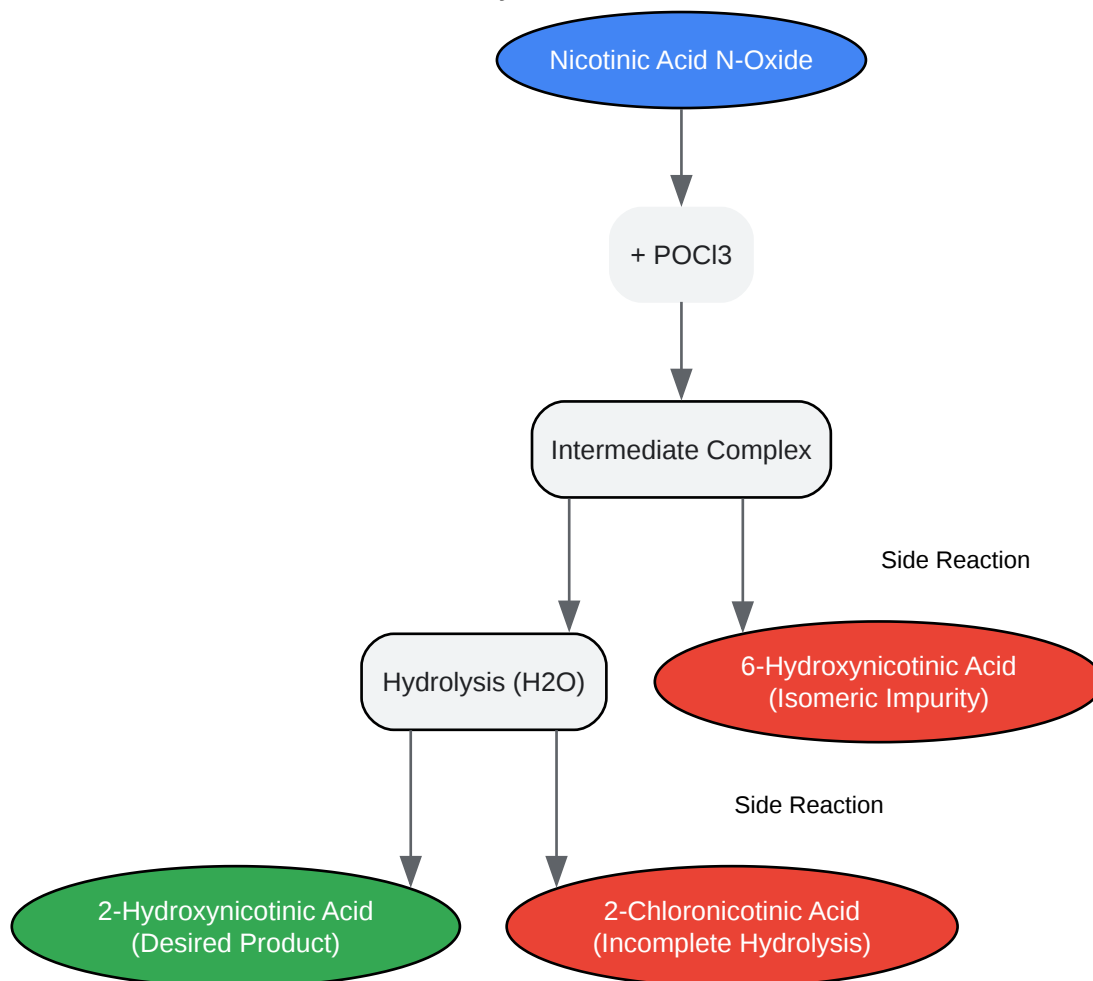 Nicotinic Acid N-Oxide
+ POCl3
Intermediate Complex
Side Reaction
Hydrolysis (H2O)
6-Hydroxynicotinic Acid
(Isomeric Impurity)
Side Reaction
2-Hydroxynicotinic Acid
(Desired Product)
2-Chloronicotinic Acid
(Incomplete Hydrolysis)